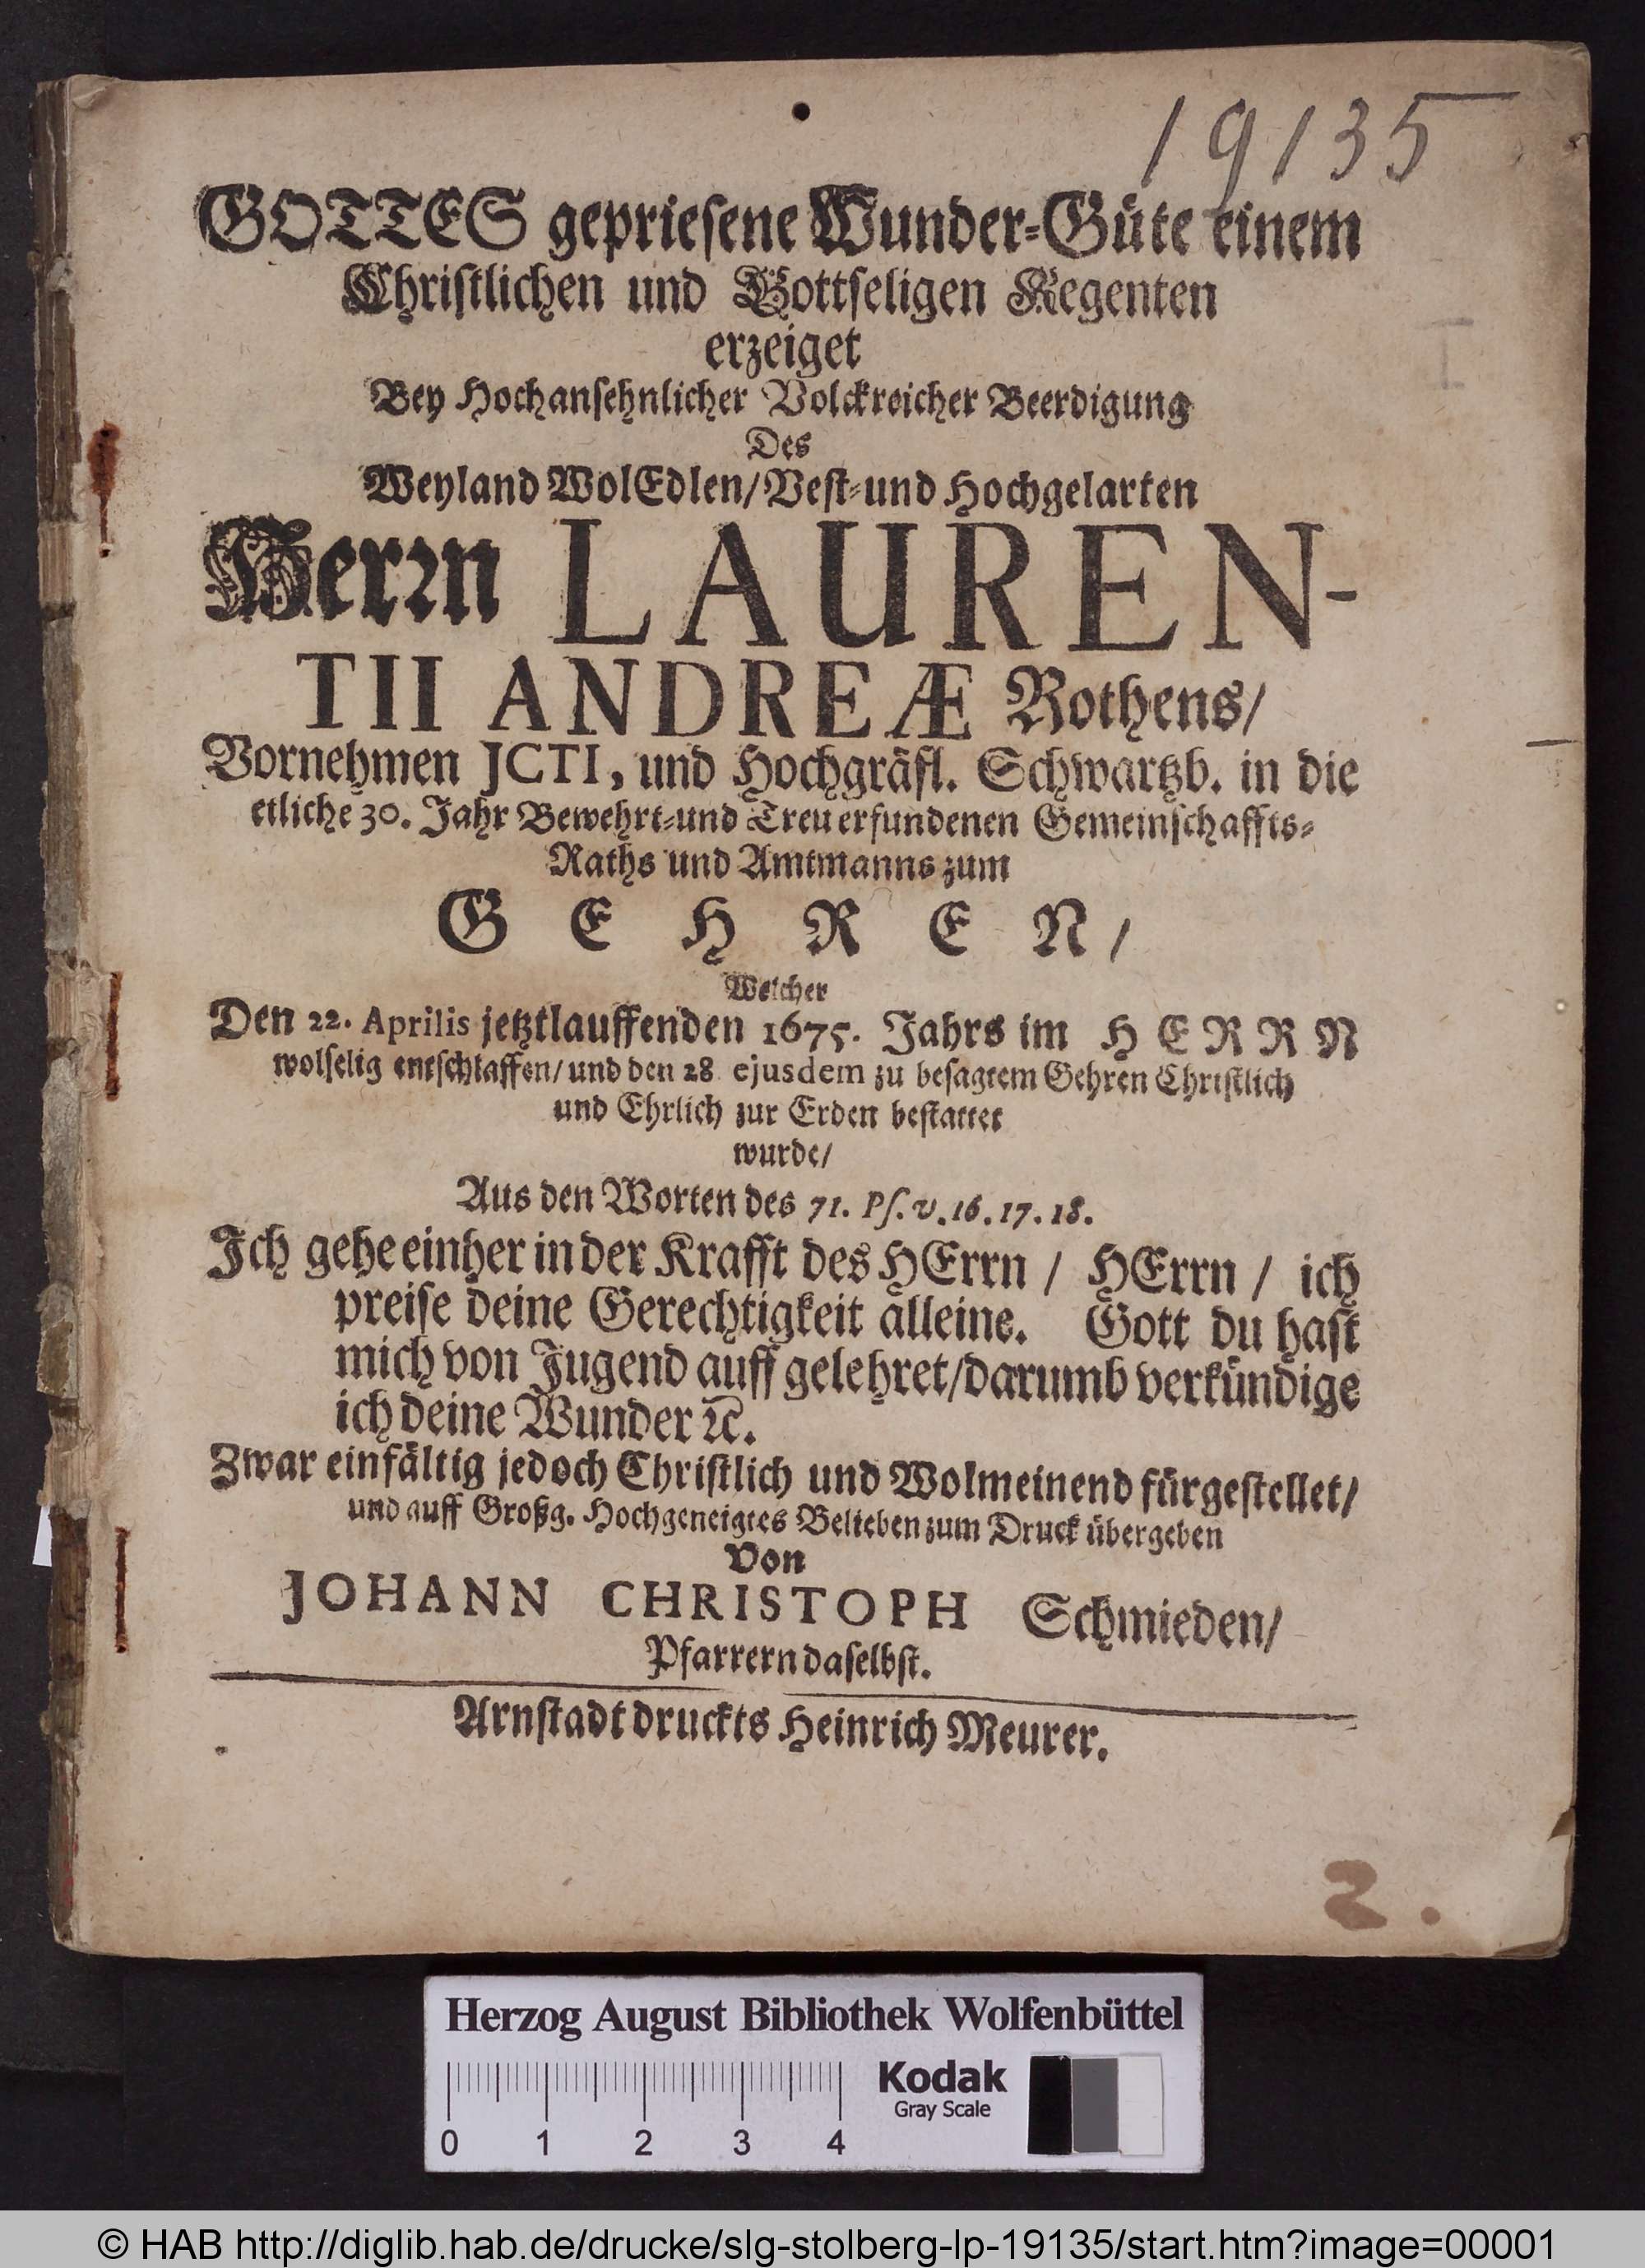 19135
GOTTES gepriesene Wunder-Güte einem
Christlichen und Gottseligen Regenten
erzeiget
Bey Hochansehnlicher Volckreicher Beerdigung
Des
Weyland WolEdlen/Vest-und Hochgelarten
Herrn LAUREN-
TII ANDREÆ Rothens/
Vornehmen JCTI, und Hochgräfl. Schwartzb. in die
etliche 30. Jahr Bewehrt-und Treu erfundenen Gemeinschaffts-
Raths und Amtmanns zum
GEHREN/
Welcher
Den 22. Aprilis jetztlauffenden 1675. Jahrs im HERRN
wolselig entschlaffen/und den 28 ejusdem zu besagtem Gehren Christlich
und Ehrlich zur Erden bestattet
wurde/
Aus den Worten des 71. Ps. v. 16. 17. 18.
Ich gehe einher in der Krafft des HErrn / HErrn / ich
preise deine Gerechtigkeit alleine. Gott du hast
mich von Jugend auff gelehret/darumb verkündige
ich deine Wunder ꝛc.
Zwar einfältig jedoch Christlich und Wolmeinend fürgestellet/
und auff Großg. Hochgeneigtes Belieben zum Druck übergeben
Von
JOHANN CHRISTOPH Schmieden/
Pfarrern daselbst.
Arnstadt druckts Heinrich Meurer.
2.
Herzog August Bibliothek Wolfenbüttel
Kodak
Gray Scale
0 1 2 3 4
© HAB http://diglib.hab.de/drucke/slg-stolberg-lp-19135/start.htm?image=00001